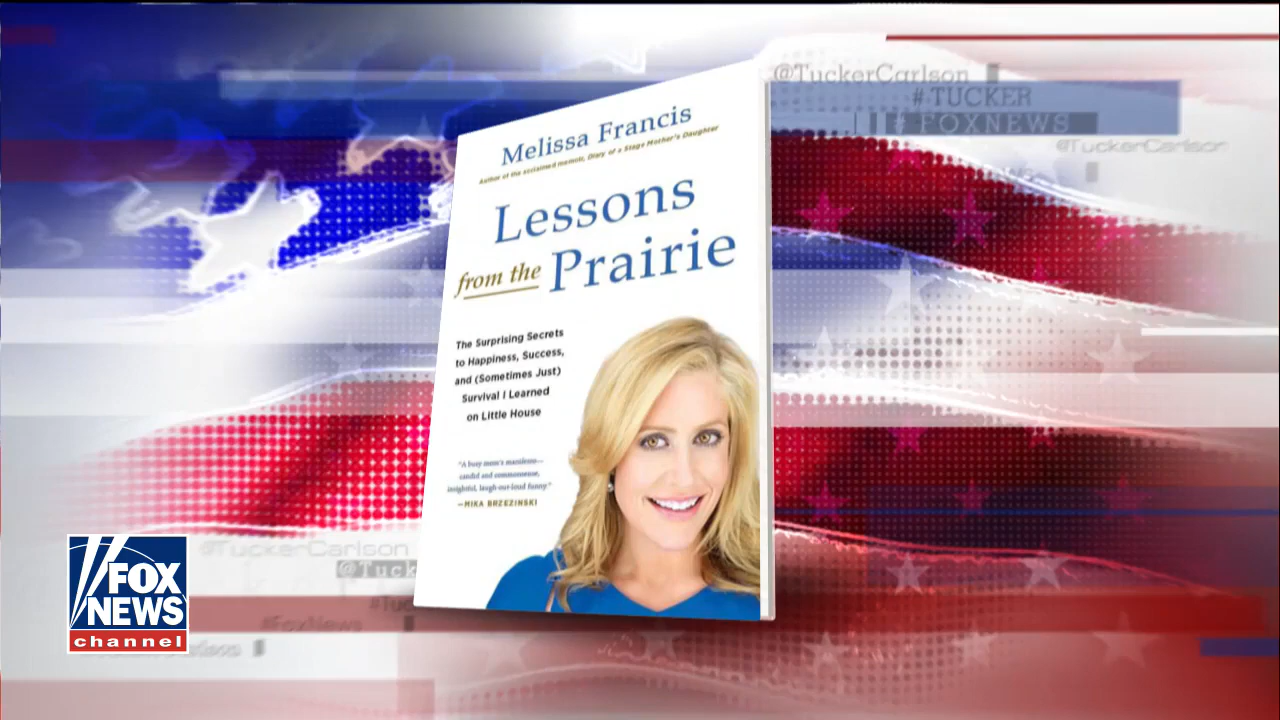 @TuckerCarlson
# TUCKER
# FOXNEWS
@TuckerCarlson
Melissa Francis
Author of the acclaimed memoir, Diary of a Stage Mother's Daughter
Lessons
from the Prairie
The Surprising Secrets
to Happiness, Success,
and (Sometimes Just)
Survival I Learned
on Little House
"A busy mom's manifesto—
candid and commonsense,
insightful, laugh-out-loud funny."
—MIKA BRZEZINSKI
@TuckerCarlson
@Tuck
#Tuc
#FoxNews
FOX
NEWS
channel